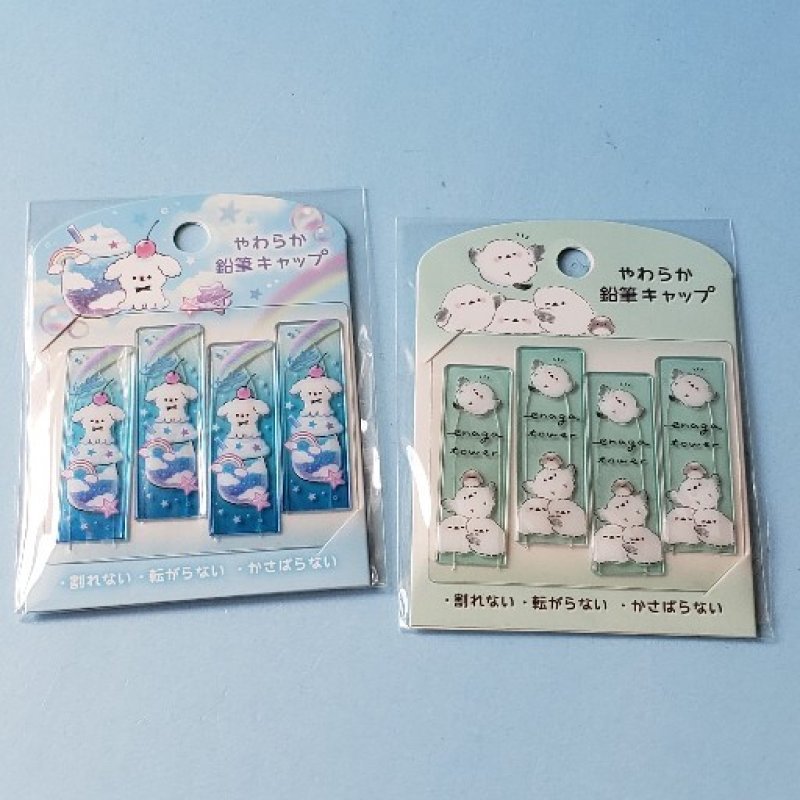 やわらか
鉛筆キャップ
・割れない ・転がらない ・かさばらない
やわらか
鉛筆キャップ
enaga
tower
enaga
tower
enaga
tower
enaga
tower
・割れない ・転がらない ・かさばらない